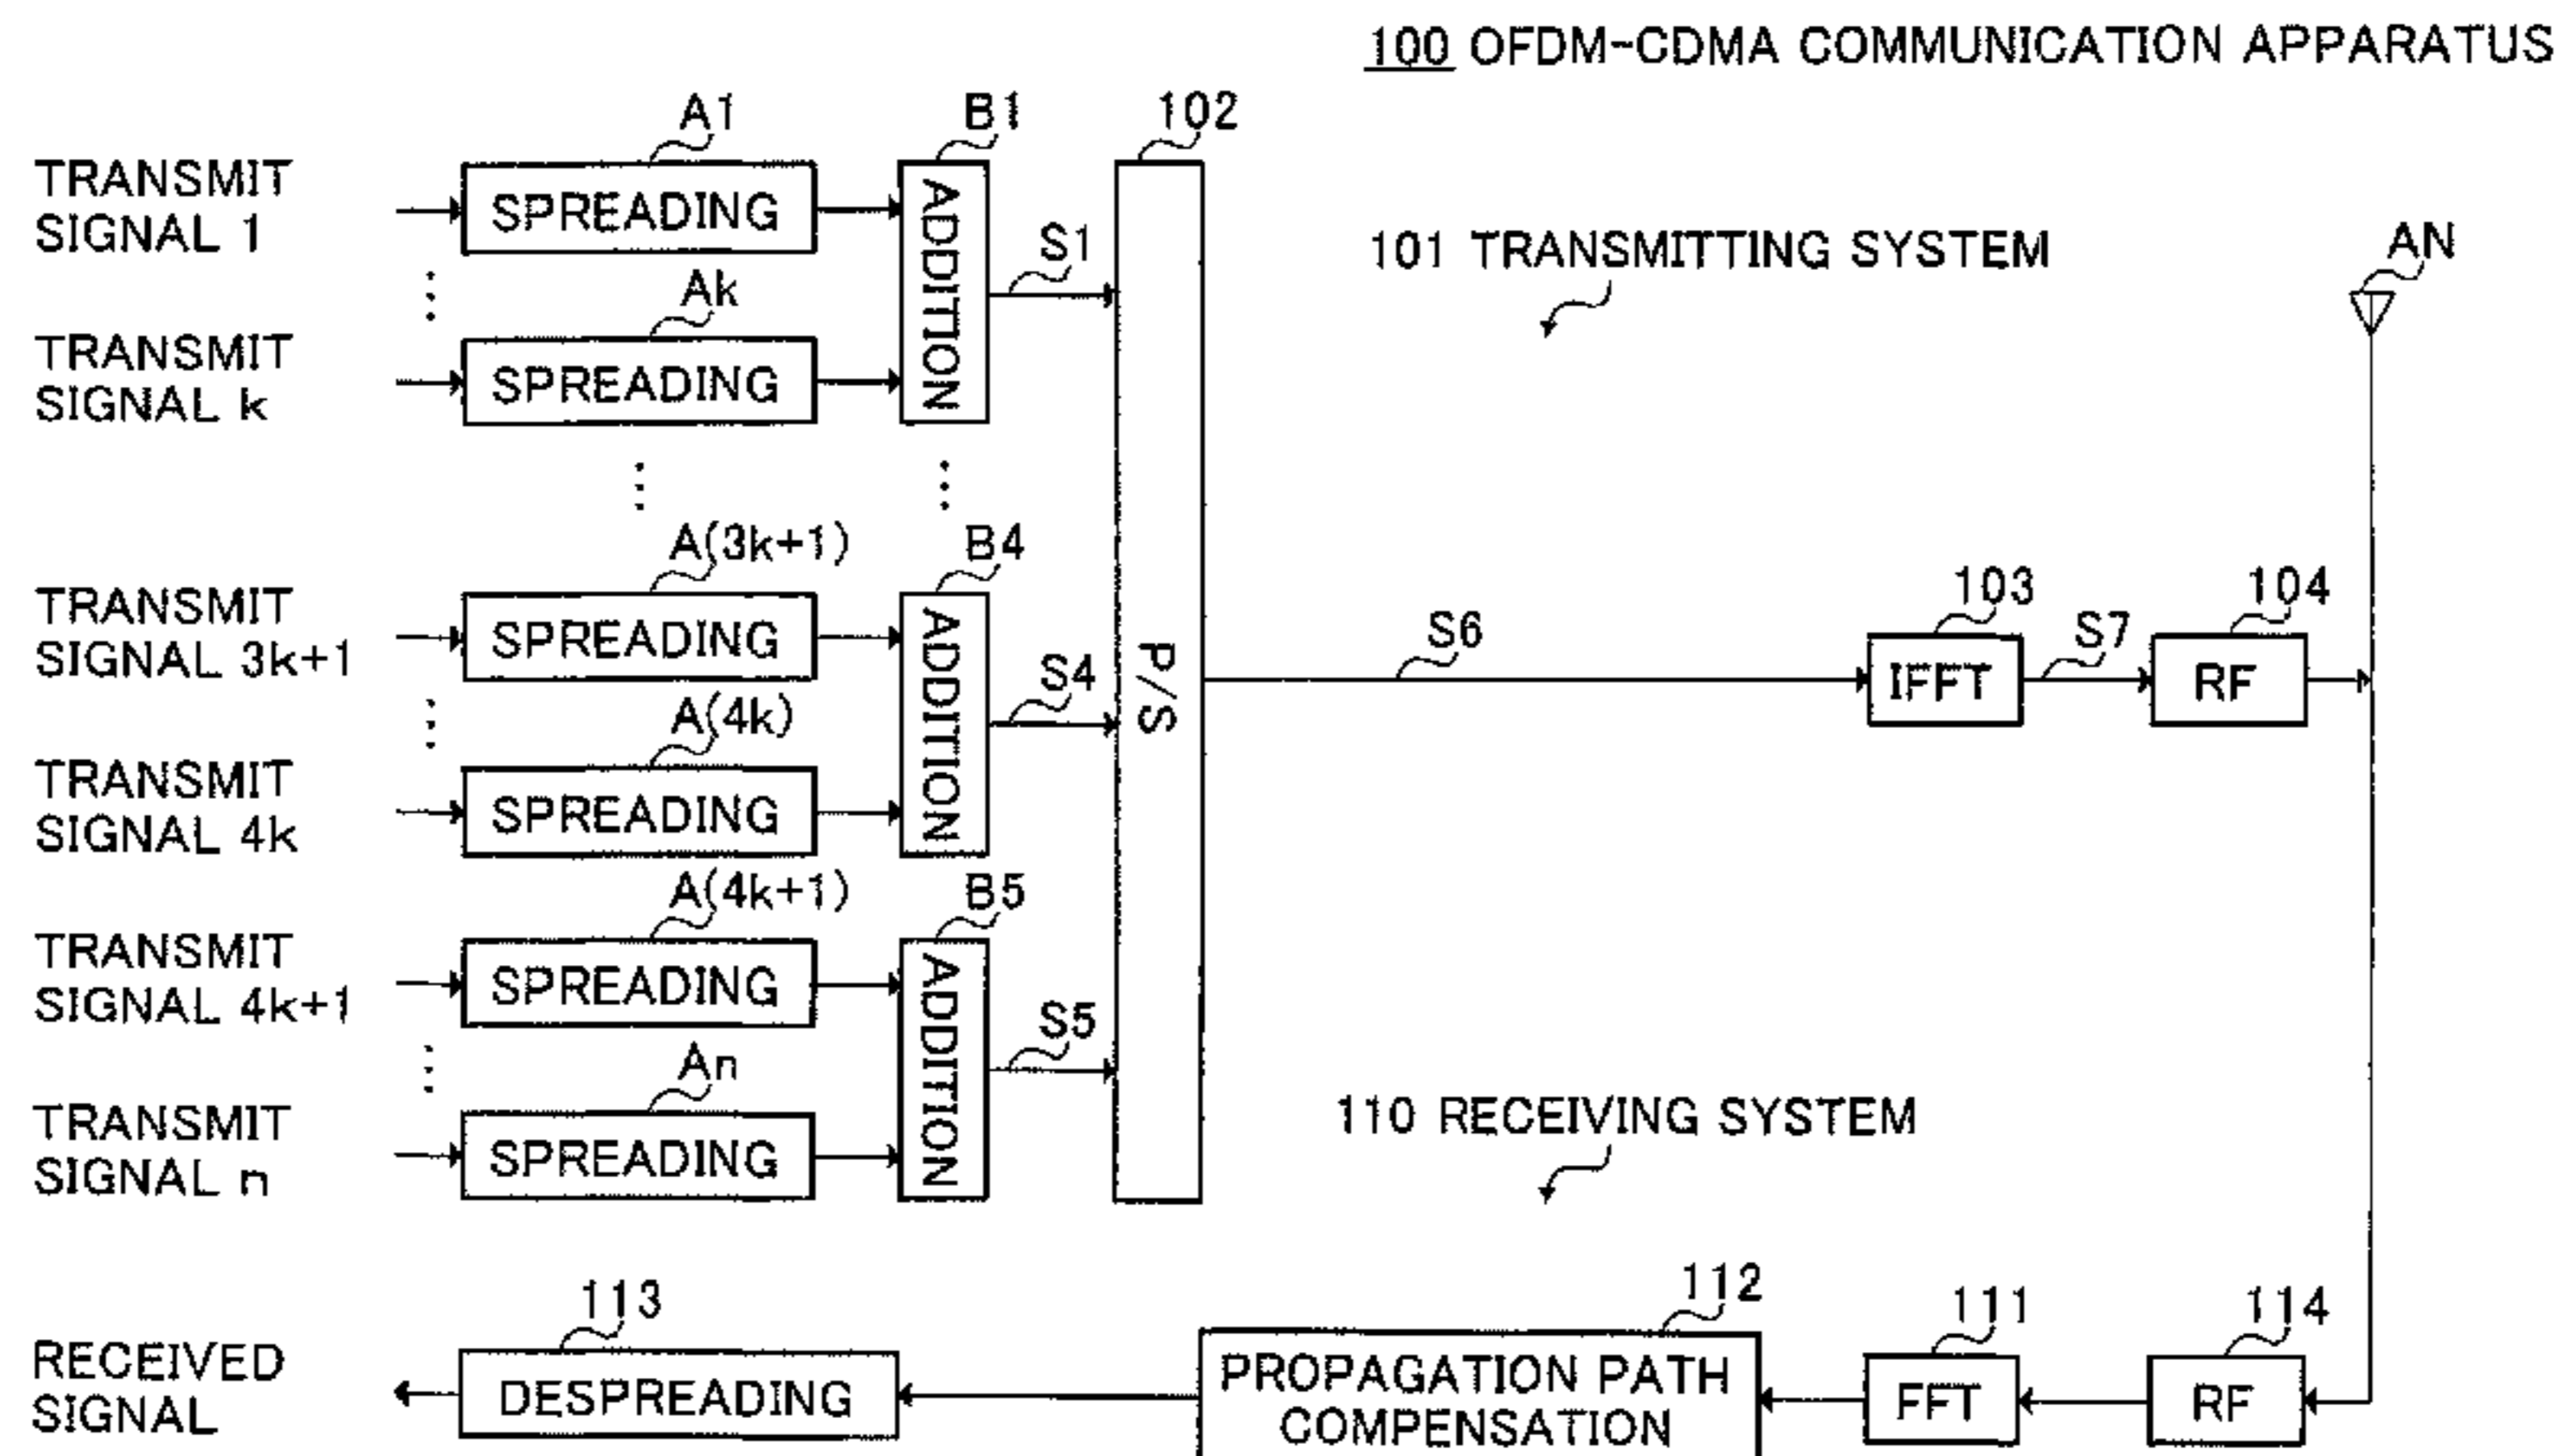 100 OFDM-CDMA COMMUNICATION APPARATUS
A1
B1
102
TRANSMIT
SIGNAL 1
SPREADING
ADDITION
S1
101 TRANSMITTING SYSTEM
AN
Ak
TRANSMIT
SIGNAL k
SPREADING
A(3k+1)
B4
TRANSMIT
SIGNAL 3k+1
SPREADING
ADDITION
S4
P/S
S6
103
IFFT
S7
104
RF
A(4k)
TRANSMIT
SIGNAL 4k
SPREADING
A(4k+1)
B5
TRANSMIT
SIGNAL 4k+1
SPREADING
ADDITION
S5
An
TRANSMIT
SIGNAL n
SPREADING
110 RECEIVING SYSTEM
113
112
111
114
RECEIVED
SIGNAL
DESPREADING
PROPAGATION PATH
COMPENSATION
FFT
RF